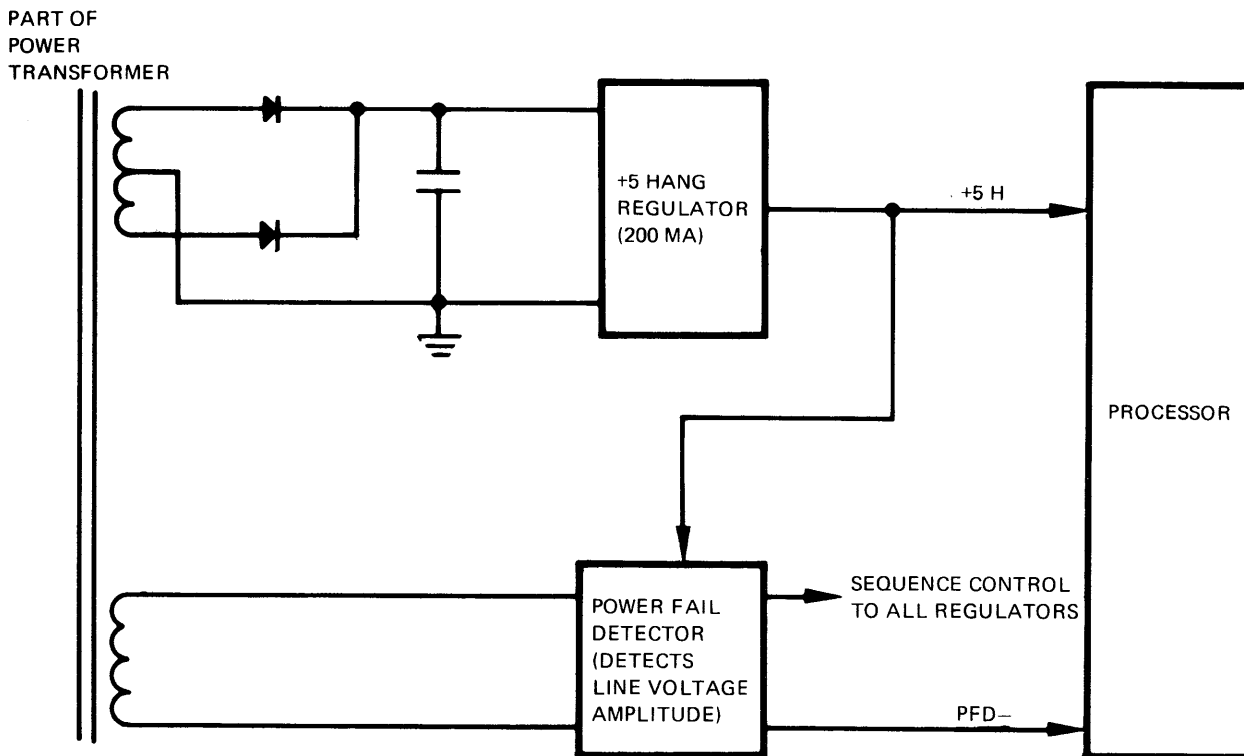 PART OF
POWER
TRANSFORMER
+5 HANG
REGULATOR
(200 MA)
+5 H
PROCESSOR
POWER FAIL
DETECTOR
(DETECTS
LINE VOLTAGE
AMPLITUDE)
SEQUENCE CONTROL
TO ALL REGULATORS
PFD–